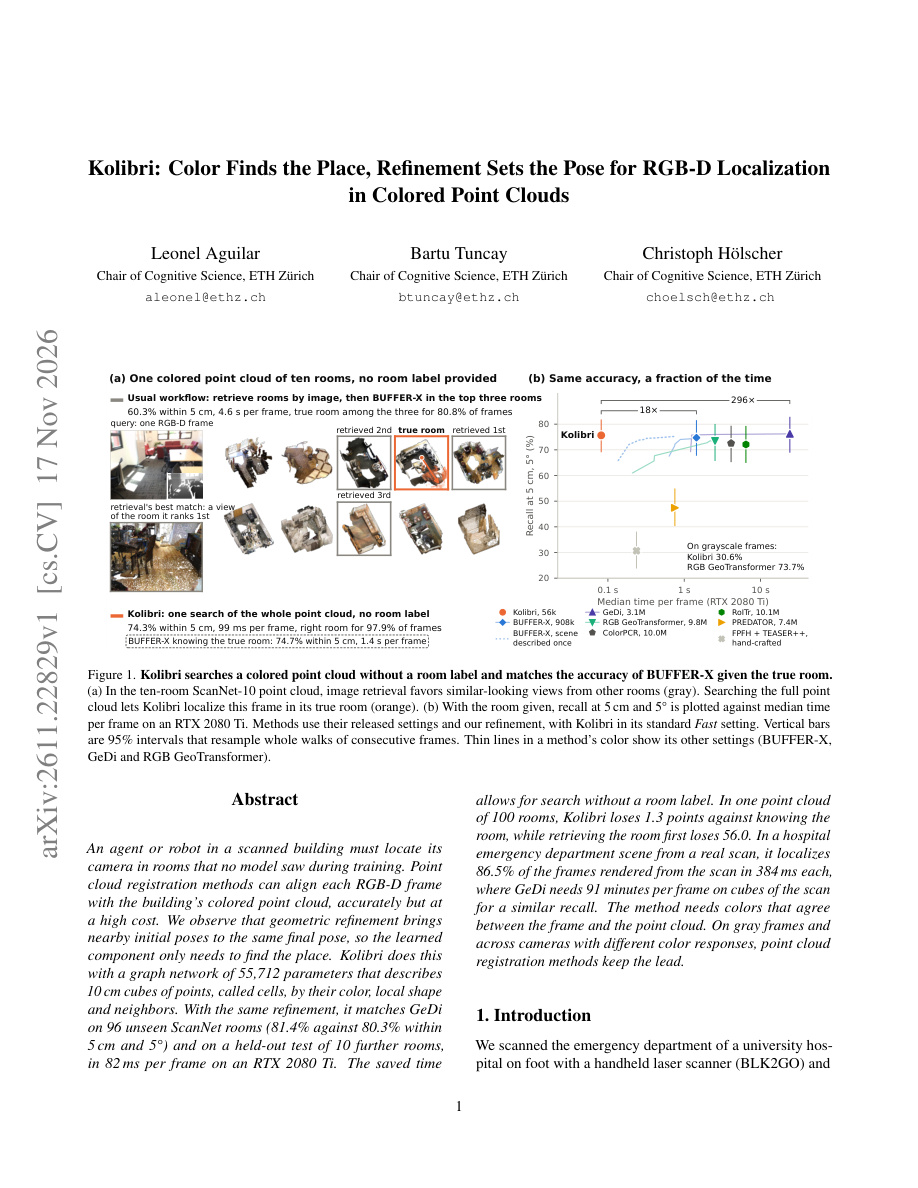 Kolibri: Color Finds the Place, Refinement Sets the Pose for RGB-D Localization
in Colored Point Clouds
Leonel Aguilar
Chair of Cognitive Science, ETH Zürich
aleonel@ethz.ch
Bartu Tuncay
Chair of Cognitive Science, ETH Zürich
btuncay@ethz.ch
Christoph Hölscher
Chair of Cognitive Science, ETH Zürich
choelsch@ethz.ch
arXiv:2611.22829v1 [cs.CV] 17 Nov 2026
(a) One colored point cloud of ten rooms, no room label provided
Usual workflow: retrieve rooms by image, then BUFFER-X in the top three rooms
60.3% within 5 cm, 4.6 s per frame, true room among the three for 80.8% of frames
query: one RGB-D frame
retrieved 2nd
true room
retrieved 1st
retrieved 3rd
retrieval's best match: a view
of the room it ranks 1st
Kolibri: one search of the whole point cloud, no room label
74.3% within 5 cm, 99 ms per frame, right room for 97.9% of frames
BUFFER-X knowing the true room: 74.7% within 5 cm, 1.4 s per frame
(b) Same accuracy, a fraction of the time
296×
18×
Kolibri
80
70
60
50
40
30
20
Recall at 5 cm, 5° (%)
On grayscale frames:
Kolibri 30.6%
RGB GeoTransformer 73.7%
0.1 s
1 s
10 s
Median time per frame (RTX 2080 Ti)
Kolibri, 56k
BUFFER-X, 908k
BUFFER-X, scene
described once
GeDi, 3.1M
RGB GeoTransformer, 9.8M
ColorPCR, 10.0M
RoITr, 10.1M
PREDATOR, 7.4M
FPFH + TEASER++,
hand-crafted
Figure 1. Kolibri searches a colored point cloud without a room label and matches the accuracy of BUFFER-X given the true room.
(a) In the ten-room ScanNet-10 point cloud, image retrieval favors similar-looking views from other rooms (gray). Searching the full point
cloud lets Kolibri localize this frame in its true room (orange). (b) With the room given, recall at 5 cm and 5° is plotted against median time
per frame on an RTX 2080 Ti. Methods use their released settings and our refinement, with Kolibri in its standard Fast setting. Vertical bars
are 95% intervals that resample whole walks of consecutive frames. Thin lines in a method's color show its other settings (BUFFER-X,
GeDi and RGB GeoTransformer).
Abstract
An agent or robot in a scanned building must locate its
camera in rooms that no model saw during training. Point
cloud registration methods can align each RGB-D frame
with the building's colored point cloud, accurately but at
a high cost. We observe that geometric refinement brings
nearby initial poses to the same final pose, so the learned
component only needs to find the place. Kolibri does this
with a graph network of 55,712 parameters that describes
10 cm cubes of points, called cells, by their color, local shape
and neighbors. With the same refinement, it matches GeDi
on 96 unseen ScanNet rooms (81.4% against 80.3% within
5 cm and 5°) and on a held-out test of 10 further rooms,
in 82 ms per frame on an RTX 2080 Ti. The saved time
allows for search without a room label. In one point cloud
of 100 rooms, Kolibri loses 1.3 points against knowing the
room, while retrieving the room first loses 56.0. In a hospital
emergency department scene from a real scan, it localizes
86.5% of the frames rendered from the scan in 384 ms each,
where GeDi needs 91 minutes per frame on cubes of the scan
for a similar recall. The method needs colors that agree
between the frame and the point cloud. On gray frames and
across cameras with different color responses, point cloud
registration methods keep the lead.
1. Introduction
We scanned the emergency department of a university hos-
pital on foot with a handheld laser scanner (BLK2GO) and
1